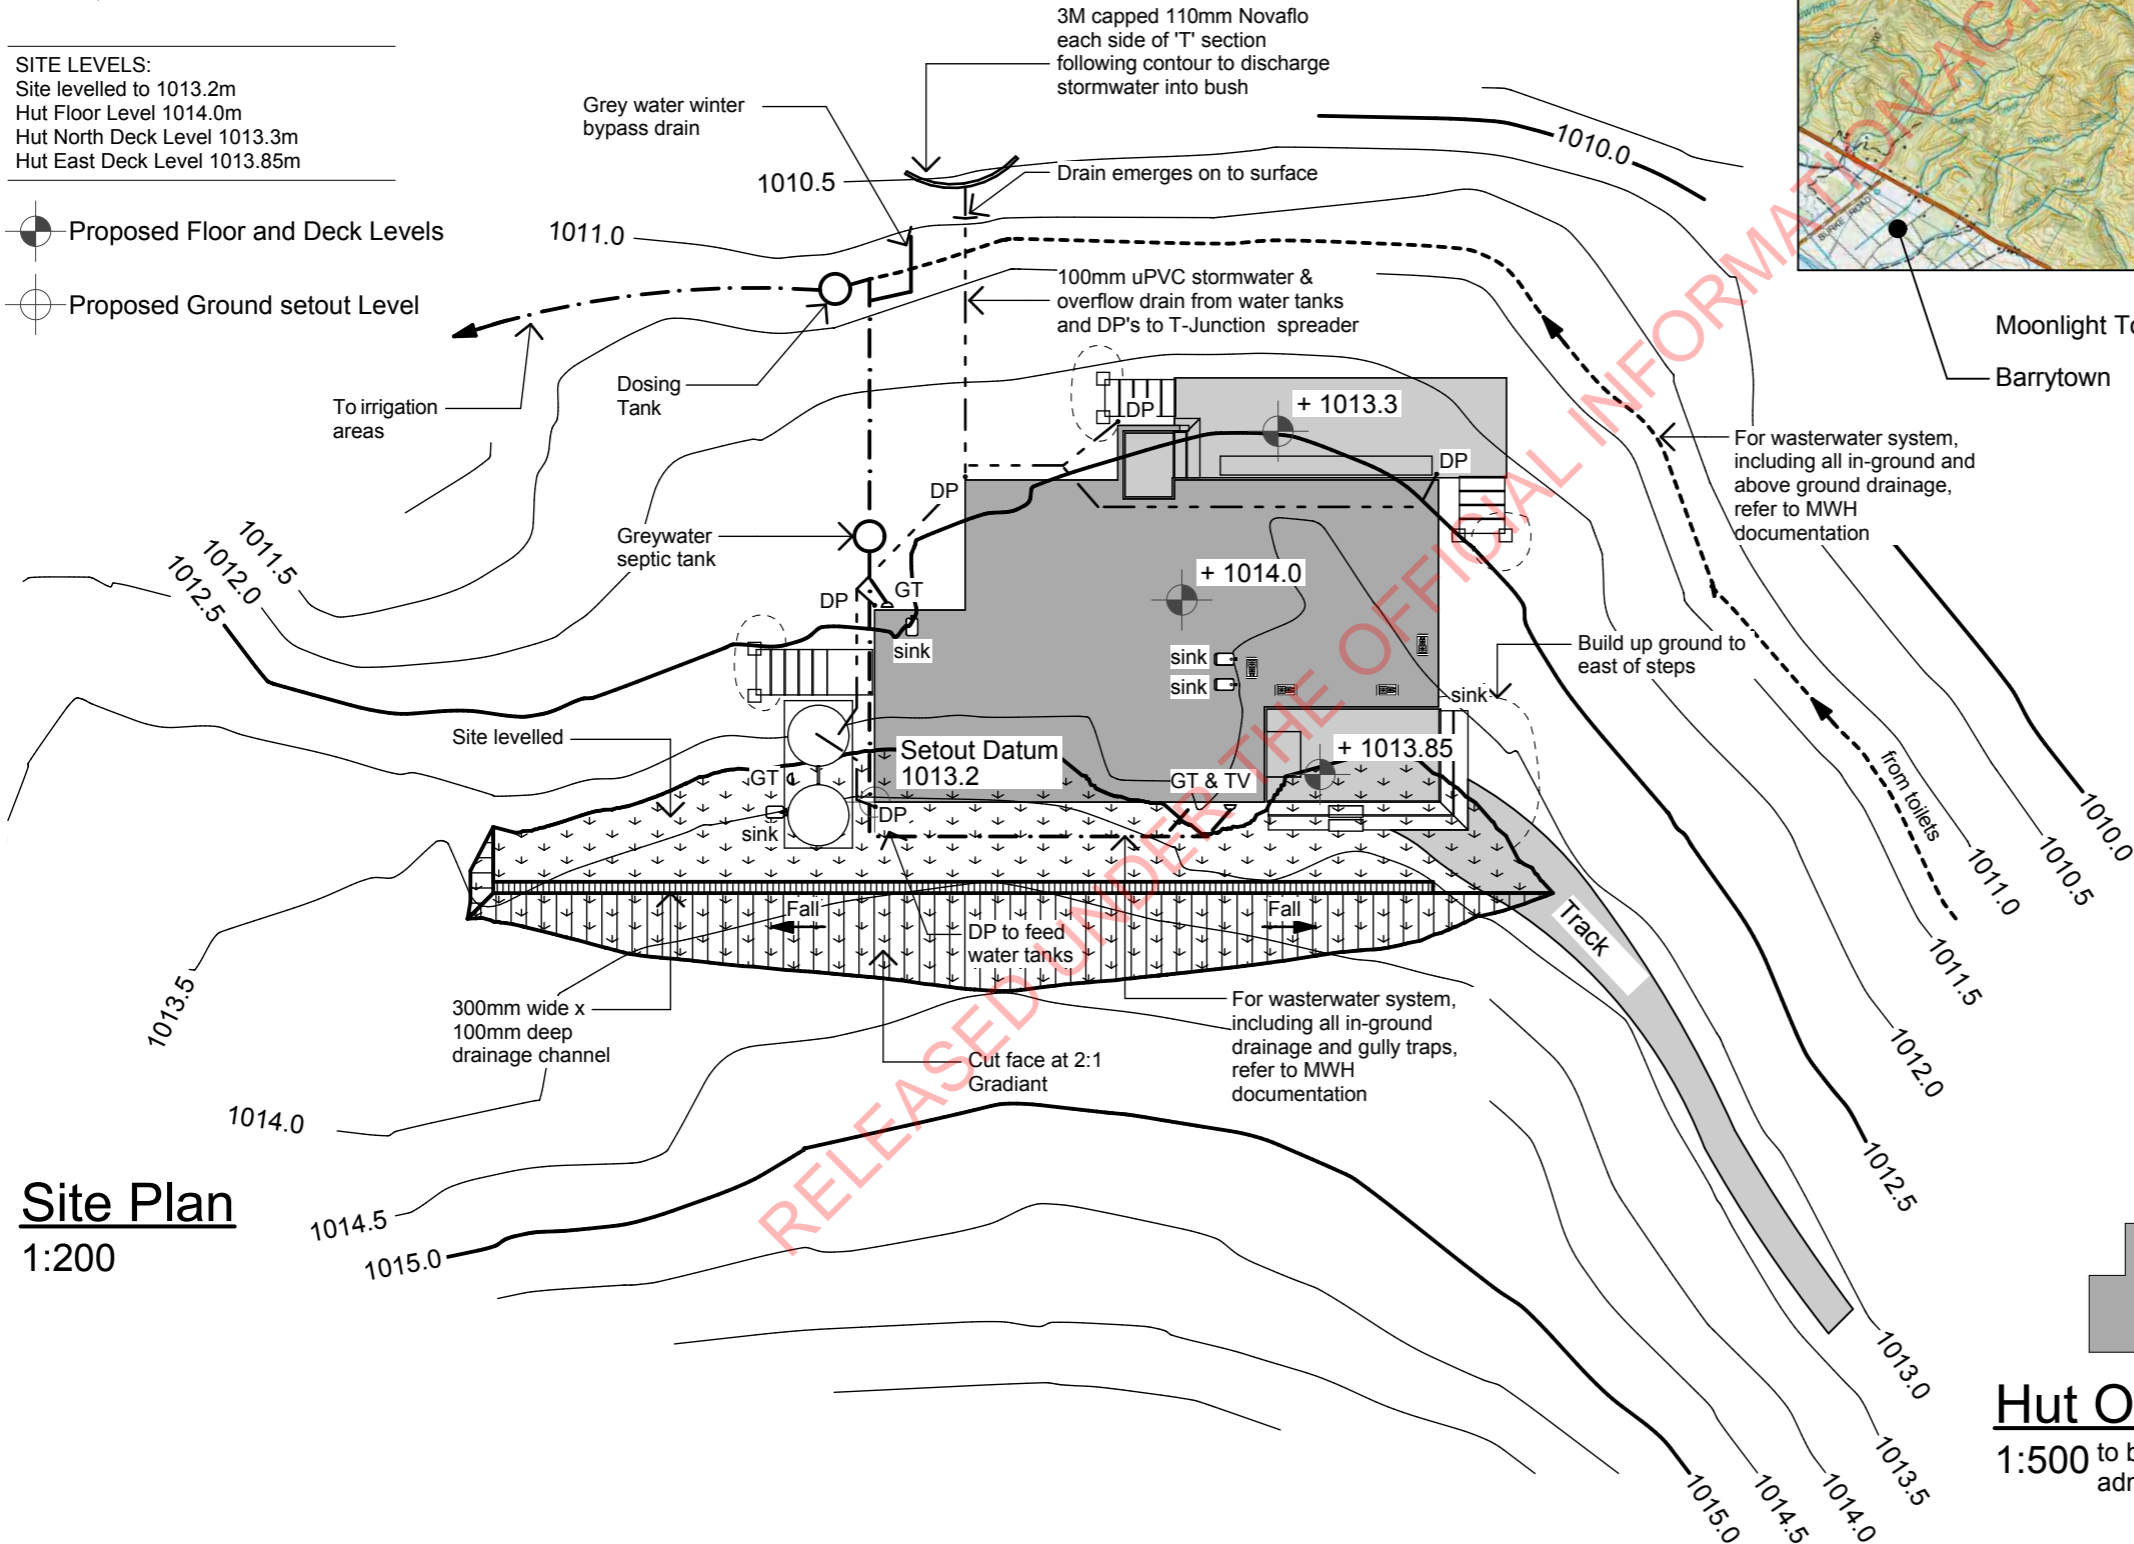 SITE LEVELS:
Site levelled to 1013.2m
Hut Floor Level 1014.0m
Hut North Deck Level 1013.3m
Hut East Deck Level 1013.85m
Proposed Floor and Deck Levels
Proposed Ground setout Level
3M capped 110mm Novaflo
each side of 'T' section
following contour to discharge
stormwater into bush
Grey water winter
bypass drain
Drain emerges on to surface
1010.5
1011.0
1010.0
100mm uPVC stormwater &
overflow drain from water tanks
and DP's to T-Junction spreader
Dosing
Tank
To irrigation
areas
BURKE ROAD
Moonlight To
Barrytown
DP
+ 1013.3
DP
DP
For wasterwater system,
including all in-ground and
above ground drainage,
refer to MWH
documentation
Greywater
septic tank
1011.5
1012.0
1012.5
+ 1014.0
GT
DP
sink
sink
sink
Build up ground to
east of steps
sink
Site levelled
Setout Datum
1013.2
+ 1013.85
GT
GT & TV
sink
DP
from toilets
1010.0
1010.5
1011.0
1011.5
1012.0
1012.5
1013.0
1013.5
1014.0
1014.5
1015.0
Fall
Fall
Track
DP to feed
water tanks
300mm wide x
100mm deep
drainage channel
Cut face at 2:1
Gradiant
For wasterwater system,
including all in-ground
drainage and gully traps,
refer to MWH
documentation
1013.5
1014.0
1014.5
1015.0
Site Plan
1:200
Hut O
1:500 to b
adr
RELEASED UNDER THE OFFICIAL INFORMATION AC